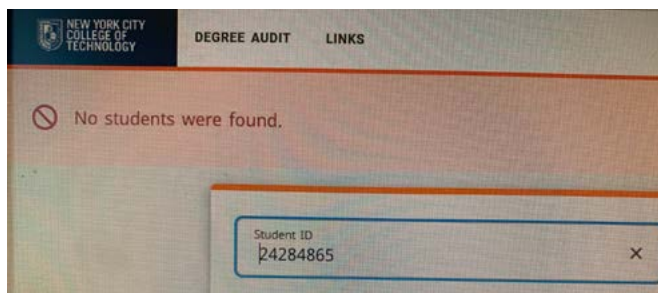 NEW YORK CITY
COLLEGE OF
TECHNOLOGY
DEGREE AUDIT LINKS
No students were found.
Student ID
24284865